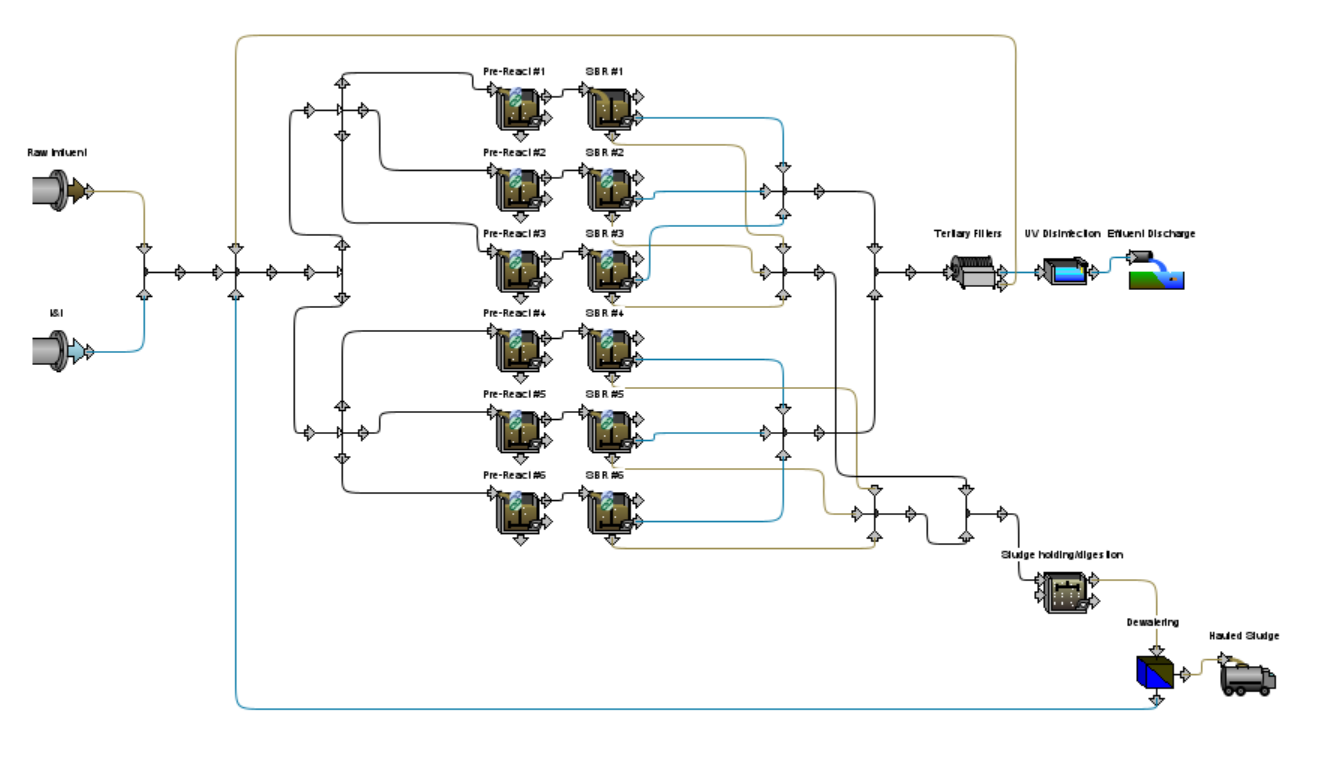 Pre-React #1
SBR #1
Raw Influent
Pre-React #2
SBR #2
Pre-React #3
SBR #3
Tertiary Filters
UV Disinfection
Effluent Discharge
I&I
Pre-React #4
SBR #4
Pre-React #5
SBR #5
Pre-React #6
SBR #6
Sludge holding/digestion
Dewatering
Hauled Sludge